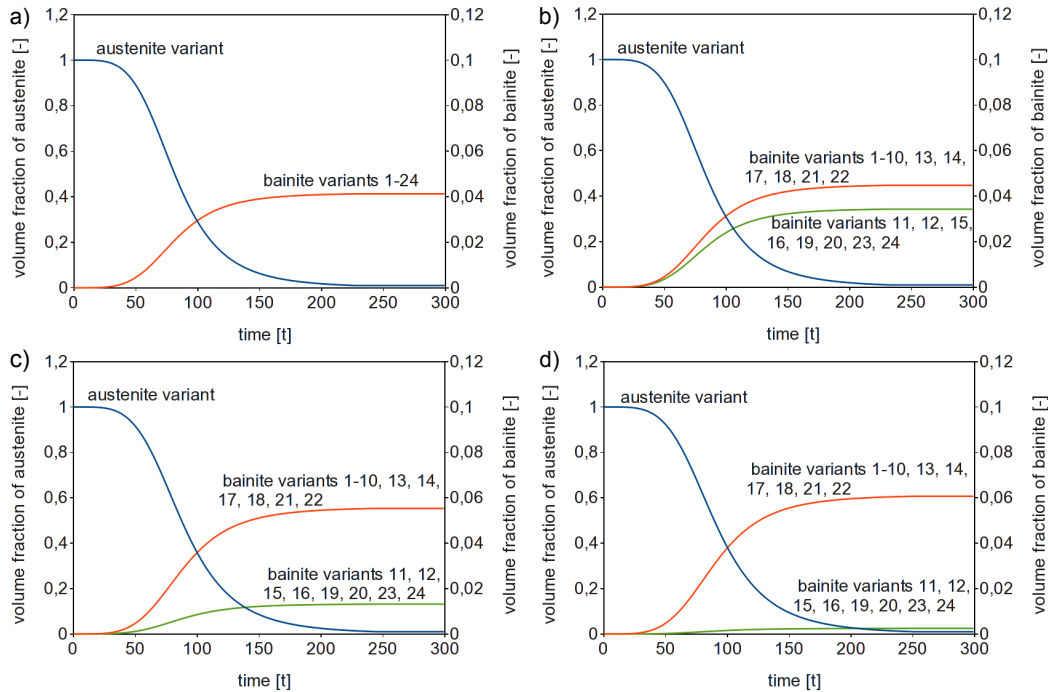 a)
volume fraction of austenite [-]
1,2
1
0,8
0,6
0,4
0,2
0
austenite variant
bainite variants 1-24
0,12
0,1
0,08
0,06
0,04
0,02
0
volume fraction of bainite [-]
0 50 100 150 200 250 300
time [t]
b)
volume fraction of austenite [-]
1,2
1
0,8
0,6
0,4
0,2
0
austenite variant
bainite variants 1-10, 13, 14,
17, 18, 21, 22
bainite variants 11, 12, 15,
16, 19, 20, 23, 24
0,12
0,1
0,08
0,06
0,04
0,02
0
volume fraction of bainite [-]
0 50 100 150 200 250 300
time [t]
c)
volume fraction of austenite [-]
1,2
1
0,8
0,6
0,4
0,2
0
austenite variant
bainite variants 1-10, 13, 14,
17, 18, 21, 22
bainite variants 11, 12,
15, 16, 19, 20, 23, 24
0,12
0,1
0,08
0,06
0,04
0,02
0
volume fraction of bainite [-]
0 50 100 150 200 250 300
time [t]
d)
volume fraction of austenite [-]
1,2
1
0,8
0,6
0,4
0,2
0
austenite variant
bainite variants 1-10, 13, 14,
17, 18, 21, 22
bainite variants 11, 12,
15, 16, 19, 20, 23, 24
0,12
0,1
0,08
0,06
0,04
0,02
0
volume fraction of bainite [-]
0 50 100 150 200 250 300
time [t]